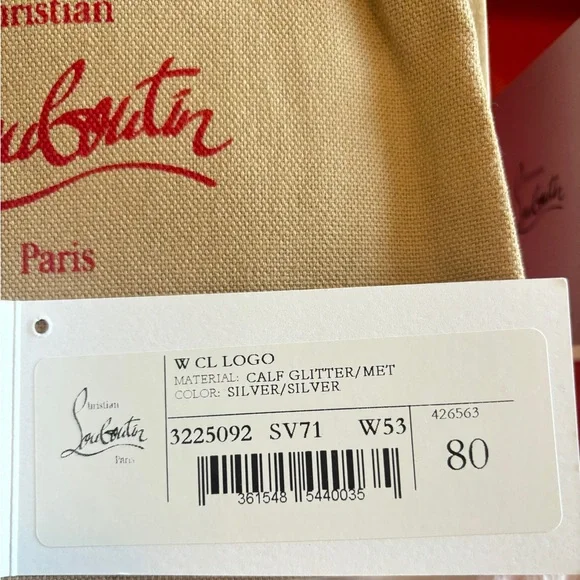 Christian
Louboutin
Paris
Louboutin
W CL LOGO
MATERIAL: CALF GLITTER/MET
COLOR: SILVER/SILVER
Christian
Louboutin
Paris
3225092 SV71 W53
426563
80
361548 5440035